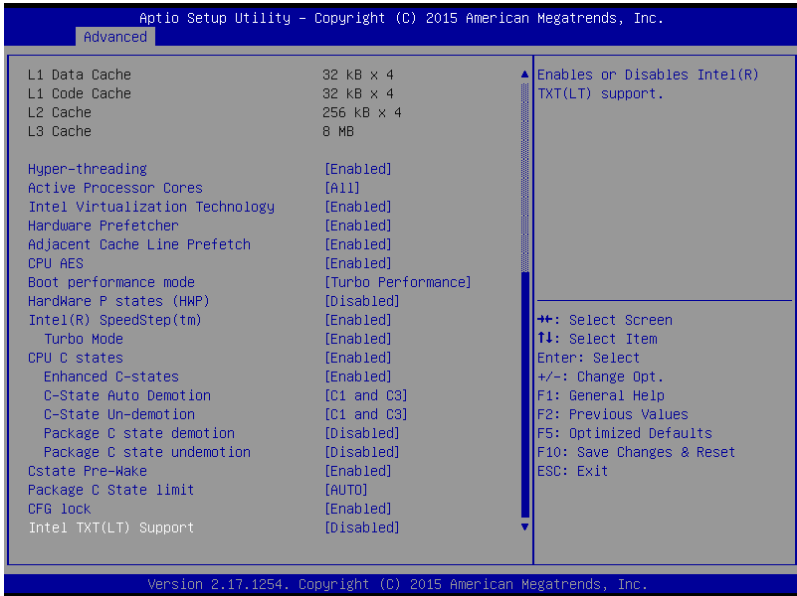 Aptio Setup Utility – Copyright (C) 2015 American Megatrends, Inc.
Advanced
L1 Data Cache 32 kB x 4
L1 Code Cache 32 kB x 4
L2 Cache 256 kB x 4
L3 Cache 8 MB
Hyper-threading [Enabled]
Active Processor Cores [All]
Intel Virtualization Technology [Enabled]
Hardware Prefetcher [Enabled]
Adjacent Cache Line Prefetch [Enabled]
CPU AES [Enabled]
Boot performance mode [Turbo Performance]
HardWare P states (HWP) [Disabled]
Intel(R) SpeedStep(tm) [Enabled]
Turbo Mode [Enabled]
CPU C states [Enabled]
Enhanced C-states [Enabled]
C-State Auto Demotion [C1 and C3]
C-State Un-demotion [C1 and C3]
Package C state demotion [Disabled]
Package C state undemotion [Disabled]
Cstate Pre-Wake [Enabled]
Package C State limit [AUTO]
CFG lock [Enabled]
Intel TXT(LT) Support [Disabled]
Enables or Disables Intel(R)
TXT(LT) support.
→←: Select Screen
↑↓: Select Item
Enter: Select
+/-: Change Opt.
F1: General Help
F2: Previous Values
F5: Optimized Defaults
F10: Save Changes & Reset
ESC: Exit
Version 2.17.1254. Copyright (C) 2015 American Megatrends, Inc.